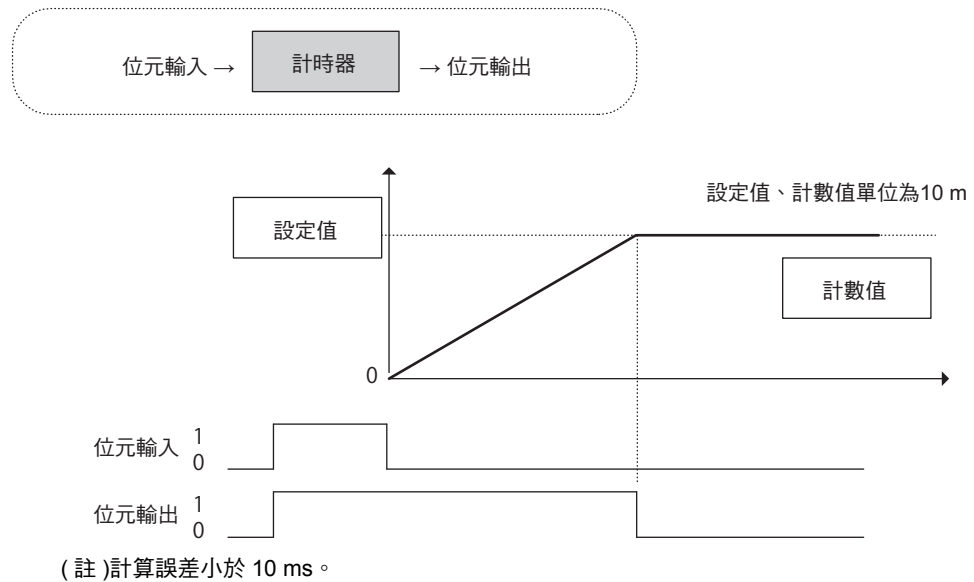 位元輸入 → 計時器 → 位元輸出
設定值、計數值單位為10 m
設定值
計數值
0
位元輸入 1
0
位元輸出 1
0
( 註 )計算誤差小於 10 ms。